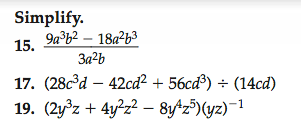 Simplify.
15. 9a³b² – 18a²b³
3a²b
17. (28c³d – 42cd² + 56cd³) ÷ (14cd)
19. (2y³z + 4y²z² – 8y⁴z⁵)(yz)⁻¹